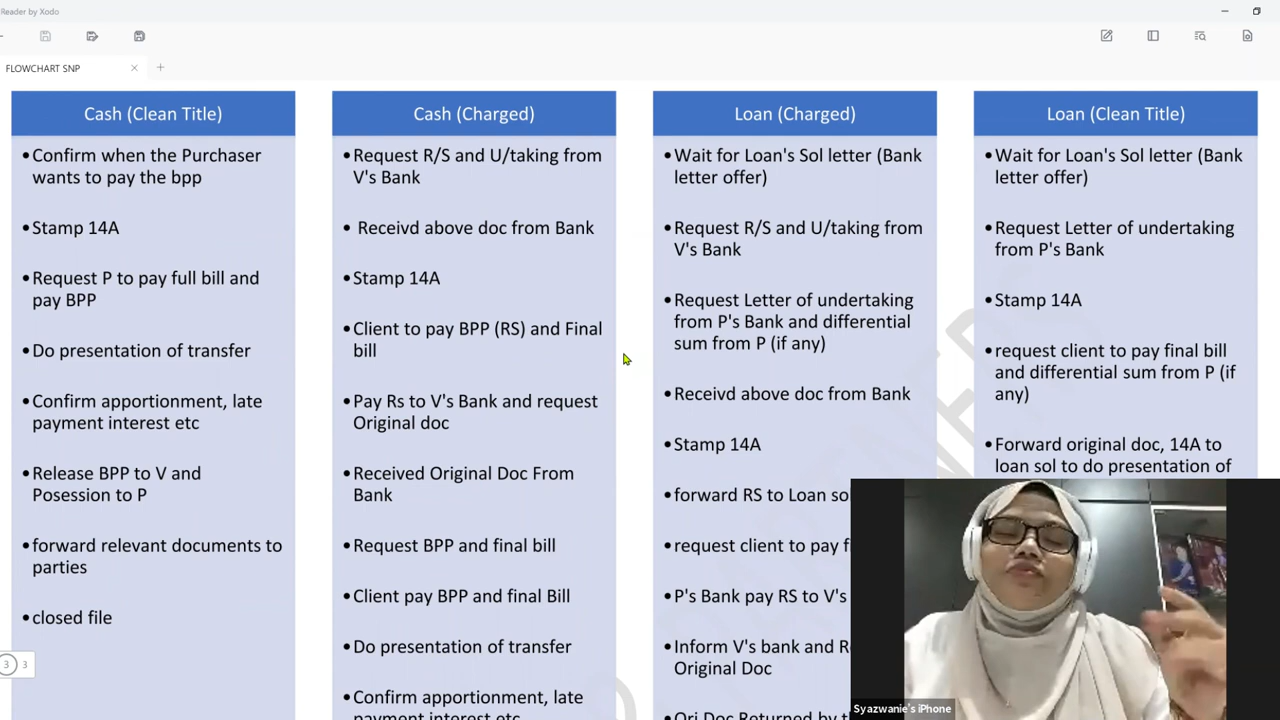 Reader by Xodo
FLOWCHART SNP
Cash (Clean Title)
•Confirm when the Purchaser
wants to pay the bpp
•Stamp 14A
•Request P to pay full bill and
pay BPP
•Do presentation of transfer
•Confirm apportionment, late
payment interest etc
•Release BPP to V and
Posession to P
•forward relevant documents to
parties
•closed file
Cash (Charged)
•Request R/S and U/taking from
V's Bank
• Receivd above doc from Bank
•Stamp 14A
•Client to pay BPP (RS) and Final
bill
•Pay Rs to V's Bank and request
Original doc
•Received Original Doc From
Bank
•Request BPP and final bill
•Client pay BPP and final Bill
•Do presentation of transfer
•Confirm apportionment, late
payment interest etc
Loan (Charged)
•Wait for Loan's Sol letter (Bank
letter offer)
•Request R/S and U/taking from
V's Bank
•Request Letter of undertaking
from P's Bank and differential
sum from P (if any)
•Receivd above doc from Bank
•Stamp 14A
•forward RS to Loan so
•request client to pay f
•P's Bank pay RS to V's
•Inform V's bank and R
Original Doc
•Ori Doc Returned by
Loan (Clean Title)
•Wait for Loan's Sol letter (Bank
letter offer)
•Request Letter of undertaking
from P's Bank
•Stamp 14A
•request client to pay final bill
and differential sum from P (if
any)
•Forward original doc, 14A to
loan sol to do presentation of
3 3
Syazwanie's iPhone